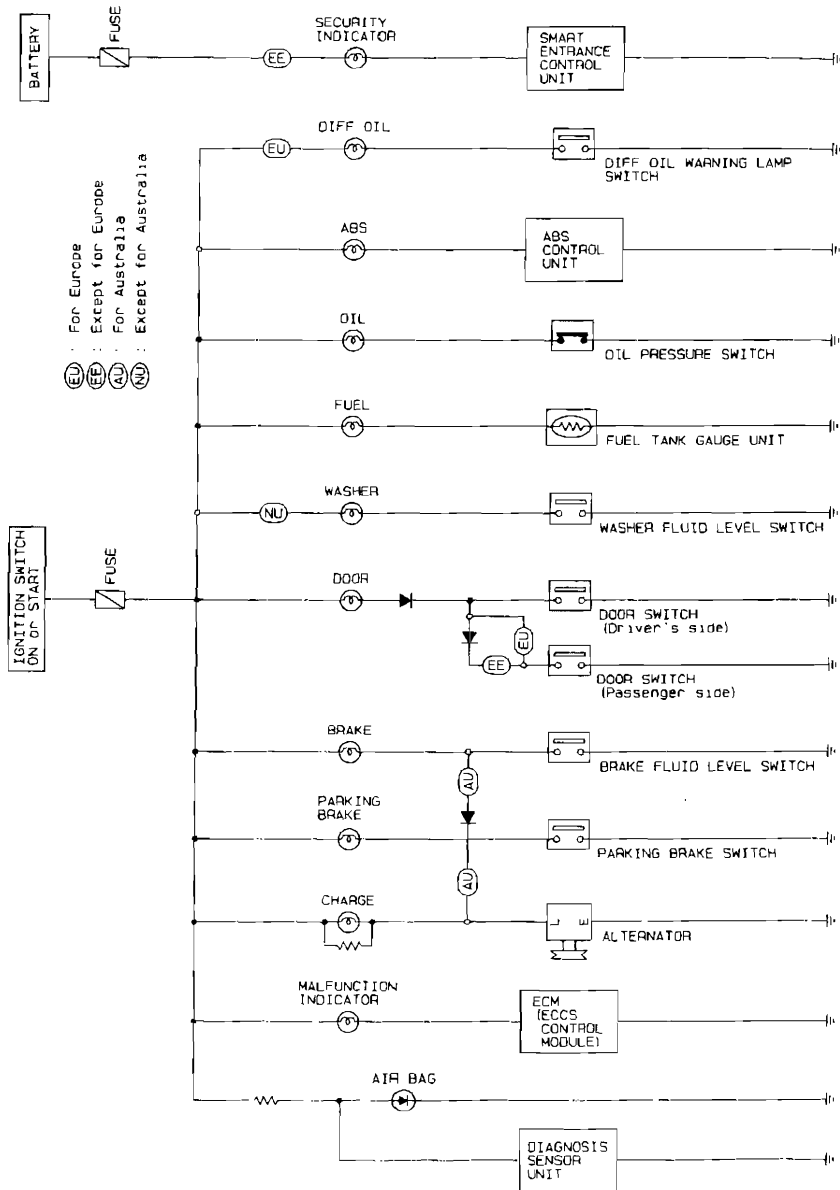 BATTERY
FUSE
EE
SECURITY
INDICATOR
SMART
ENTRANCE
CONTROL
UNIT
EU
DIFF OIL
DIFF OIL WARNING LAMP
SWITCH
EU : For Europe
EE : Except for Europe
AU : For Australia
NU : Except for Australia
ABS
ABS
CONTROL
UNIT
OIL
OIL PRESSURE SWITCH
FUEL
FUEL TANK GAUGE UNIT
NU
WASHER
WASHER FLUID LEVEL SWITCH
IGNITION SWITCH
ON or START
FUSE
DOOR
DOOR SWITCH
(Driver's side)
EU
EE
DOOR SWITCH
(Passenger side)
BRAKE
BRAKE FLUID LEVEL SWITCH
AU
PARKING
BRAKE
PARKING BRAKE SWITCH
AU
CHARGE
L E
ALTERNATOR
MALFUNCTION
INDICATOR
ECM
(ECCS
CONTROL
MODULE)
AIR BAG
DIAGNOSIS
SENSOR
UNIT